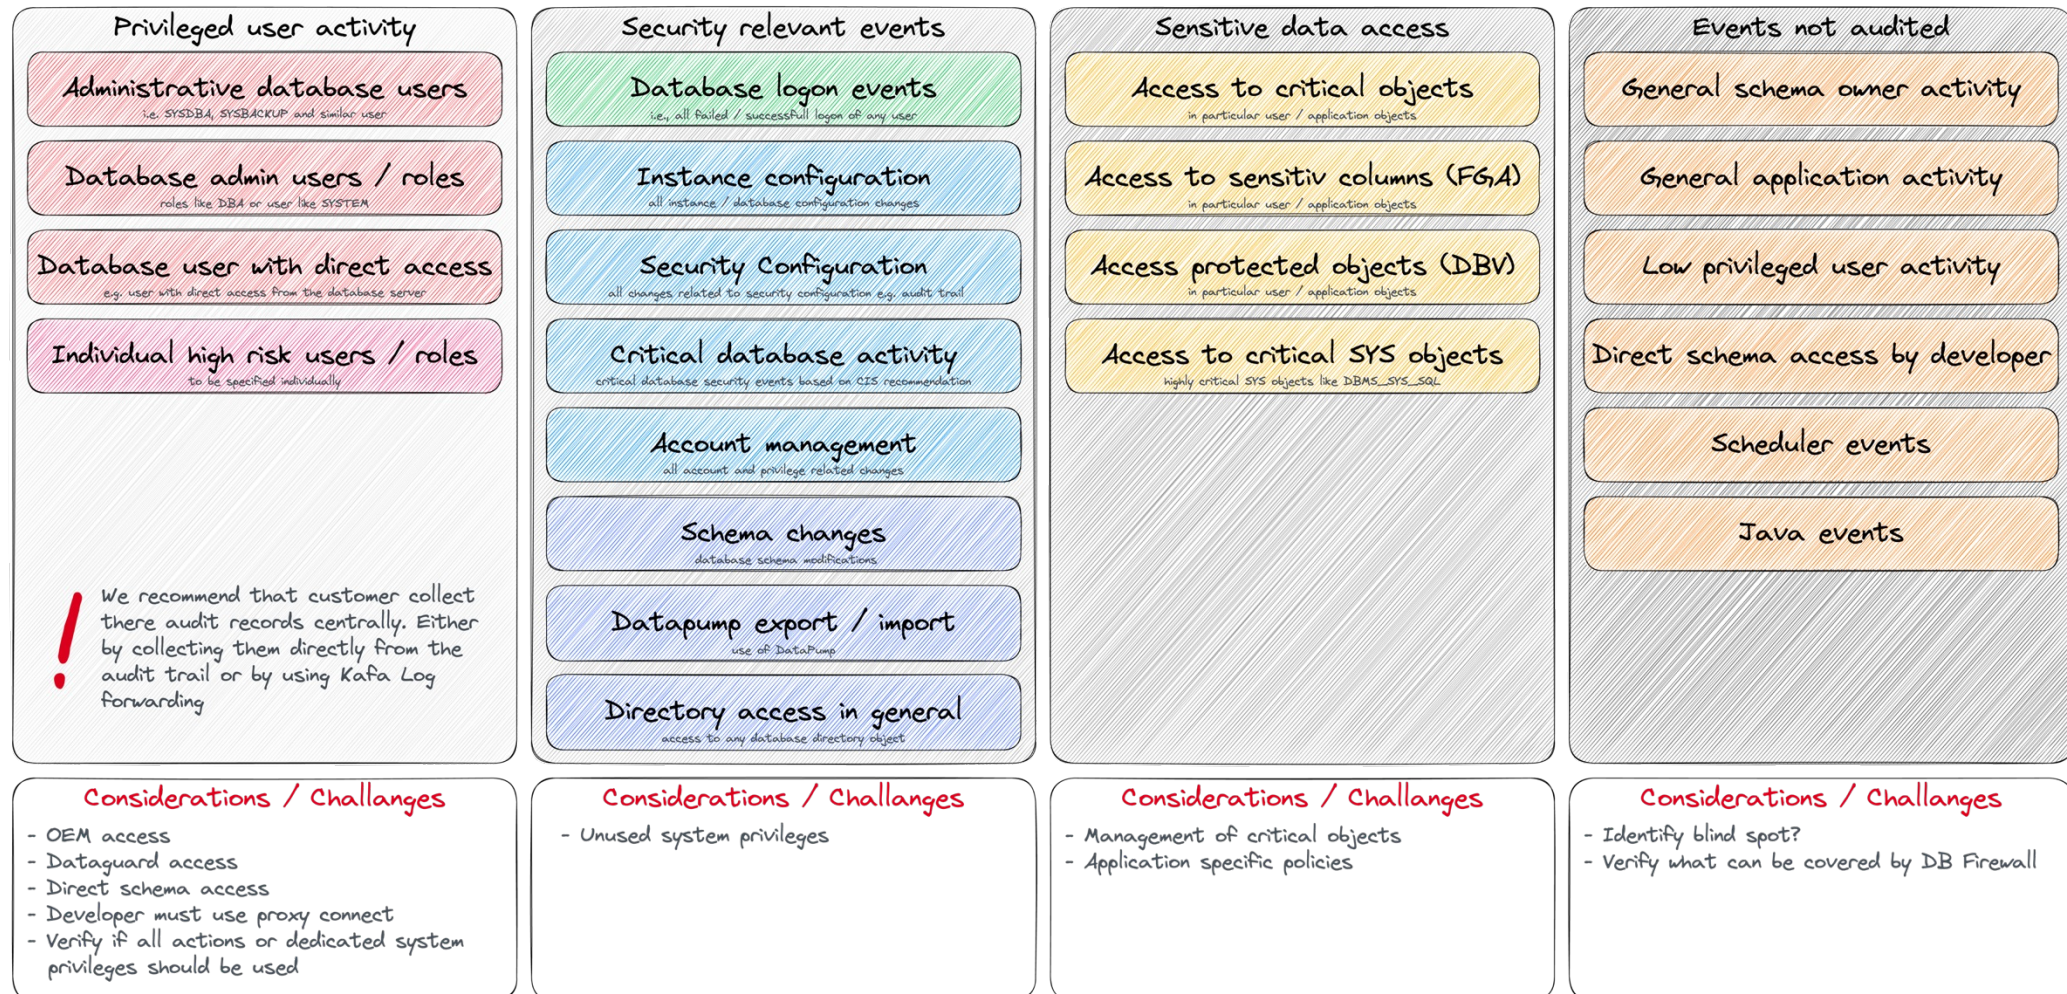 Privileged user activity
Administrative database users
i.e. SYSDBA, SYSBACKUP and similar user
Database admin users / roles
roles like DBA or user like SYSTEM
Database user with direct access
e.g. user with direct access from the database server
Individual high risk users / roles
to be specified individually
!
We recommend that customer collect
there audit records centrally. Either
by collecting them directly from the
audit trail or by using Kafa Log
forwarding
Considerations / Challanges
- OEM access
- Dataguard access
- Direct schema access
- Developer must use proxy connect
- Verify if all actions or dedicated system
privileges should be used
Security relevant events
Database logon events
i.e., all failed / successfull logon of any user
Instance configuration
all instance / database configuration changes
Security Configuration
all changes related to security configuration e.g. audit trail
Critical database activity
critical database security events based on CIS recommendation
Account management
all account and privilege related changes
Schema changes
database schema modifications
Datapump export / import
use of DataPump
Directory access in general
access to any database directory object
Considerations / Challanges
- Unused system privileges
Sensitive data access
Access to critical objects
in particular user / application objects
Access to sensitiv columns (FGA)
in particular user / application objects
Access protected objects (DBV)
in particular user / application objects
Access to critical SYS objects
highly critical SYS objects like DBMS_SYS_SQL
Considerations / Challanges
- Management of critical objects
- Application specific policies
Events not audited
General schema owner activity
General application activity
Low privileged user activity
Direct schema access by developer
Scheduler events
Java events
Considerations / Challanges
- Identify blind spot?
- Verify what can be covered by DB Firewall